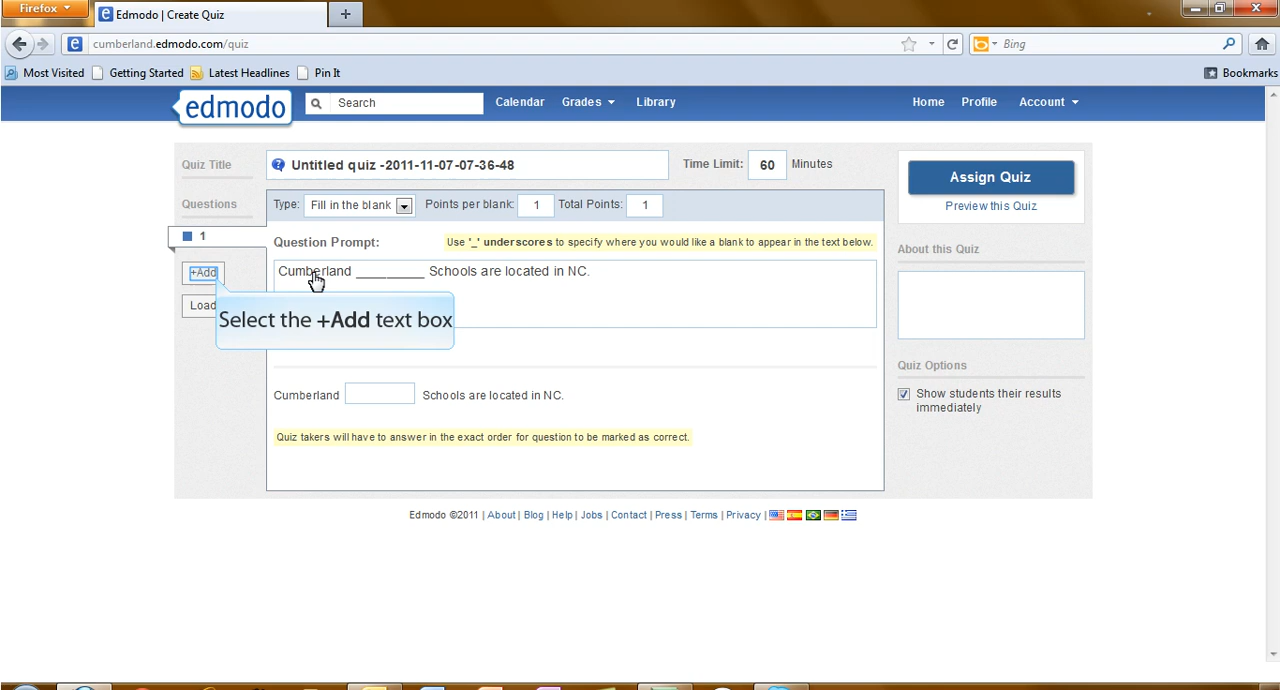 Firefox
Edmodo | Create Quiz
cumberland.edmodo.com/quiz
Bing
Most Visited Getting Started Latest Headlines Pin It Bookmarks
edmodo Search Calendar Grades Library Home Profile Account
Quiz Title Untitled quiz -2011-11-07-07-36-48 Time Limit: 60 Minutes
Assign Quiz
Preview this Quiz
Questions Type: Fill in the blank Points per blank: 1 Total Points: 1
1
Question Prompt: Use '_' underscores to specify where you would like a blank to appear in the text below.
About this Quiz
+Add Cumberland __________ Schools are located in NC.
Load
Select the +Add text box
Quiz Options
Show students their results
immediately
Cumberland Schools are located in NC.
Quiz takers will have to answer in the exact order for question to be marked as correct.
Edmodo ©2011 | About | Blog | Help | Jobs | Contact | Press | Terms | Privacy |